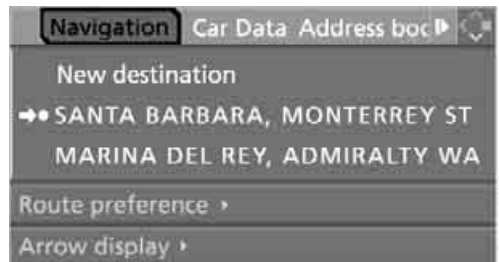 Navigation Car Data Address boc
New destination
SANTA BARBARA, MONTERREY ST
MARINA DEL REY, ADMIRALTY WA
Route preference
Arrow display